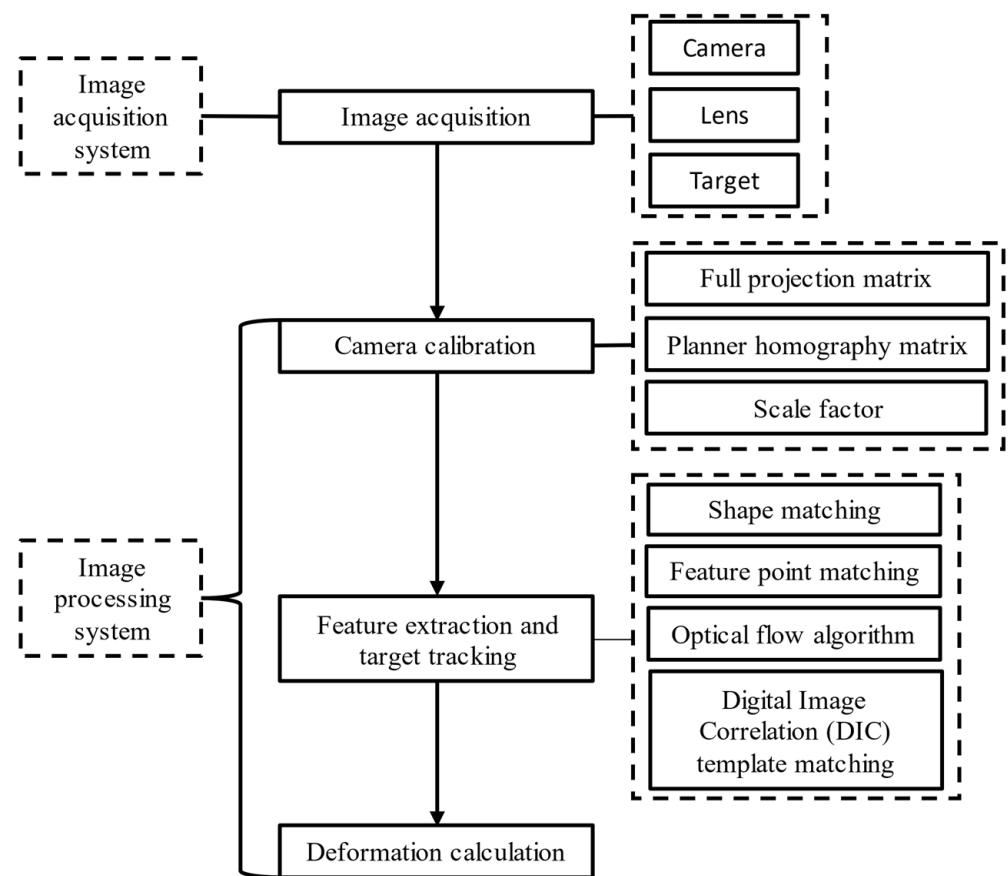 Image
acquisition
system
Image acquisition
Camera
Lens
Target
Camera calibration
Full projection matrix
Planner homography matrix
Scale factor
Image
processing
system
Feature extraction and
target tracking
Shape matching
Feature point matching
Optical flow algorithm
Digital Image
Correlation (DIC)
template matching
Deformation calculation